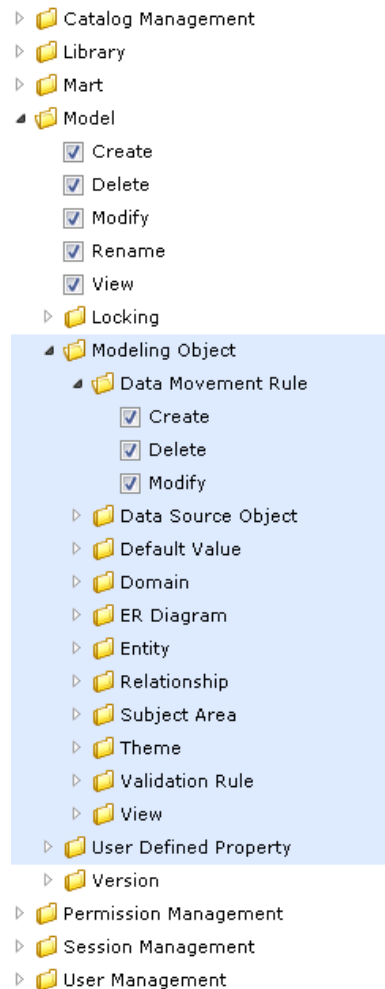 Catalog Management
Library
Mart
Model
Create
Delete
Modify
Rename
View
Locking
Modeling Object
Data Movement Rule
Create
Delete
Modify
Data Source Object
Default Value
Domain
ER Diagram
Entity
Relationship
Subject Area
Theme
Validation Rule
View
User Defined Property
Version
Permission Management
Session Management
User Management